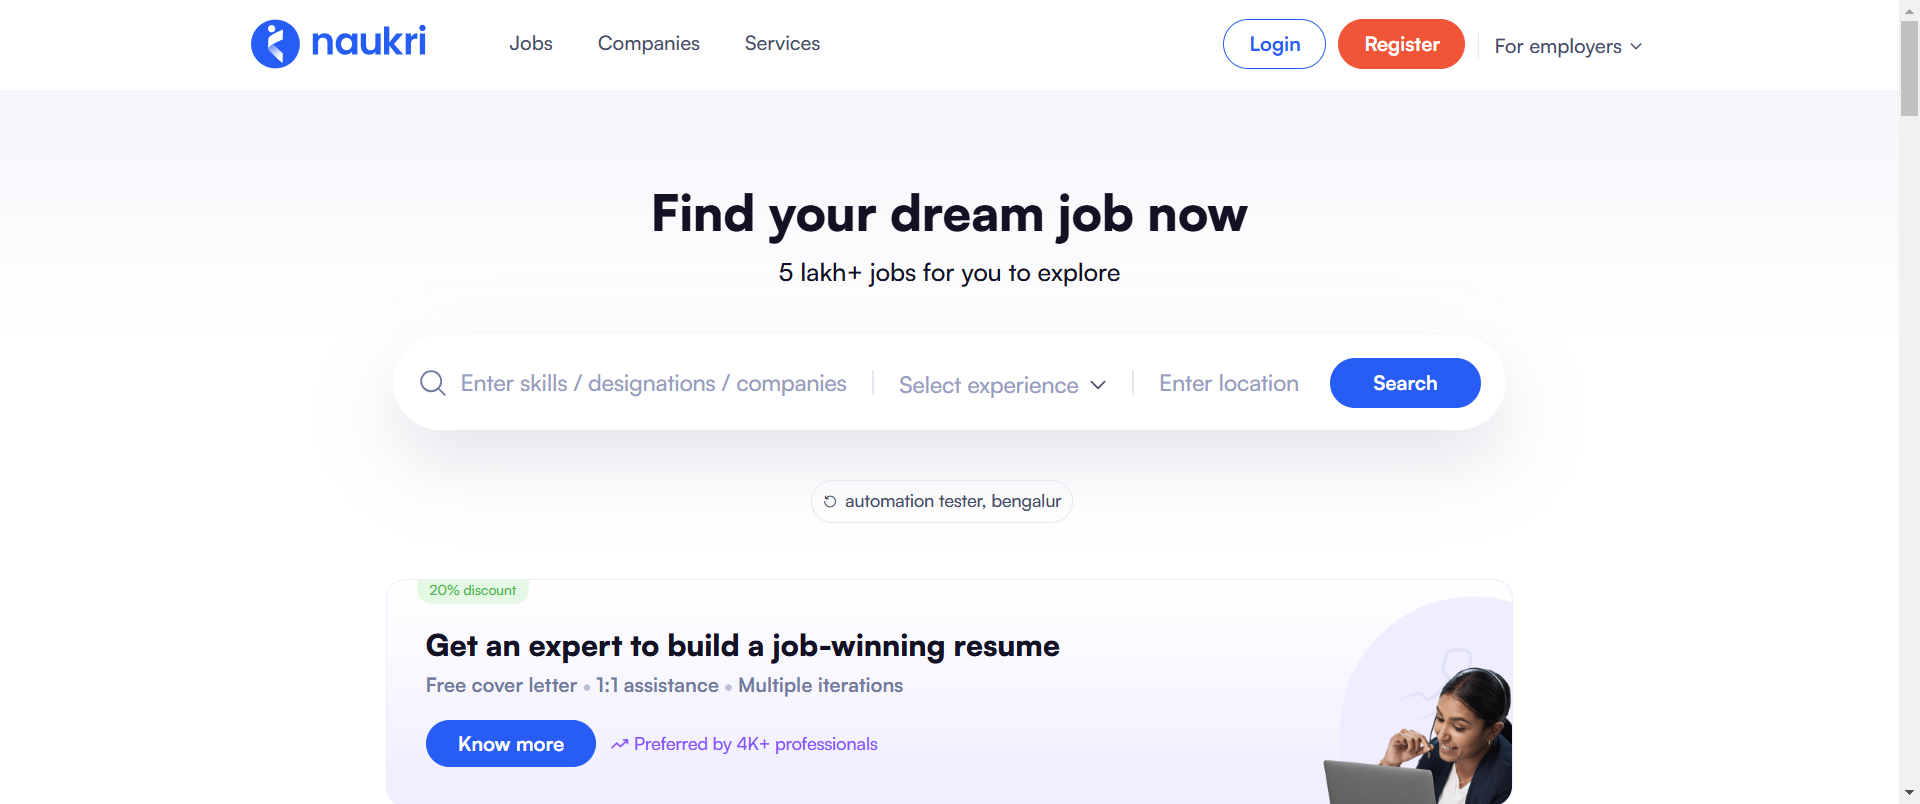 naukri
Jobs
Companies
Services
Login
Register
For employers
Find your dream job now
5 lakh+ jobs for you to explore
Enter skills / designations / companies
Select experience
Enter location
Search
automation tester, bengalur
20% discount
Get an expert to build a job-winning resume
Free cover letter • 1:1 assistance • Multiple iterations
Know more
Preferred by 4K+ professionals